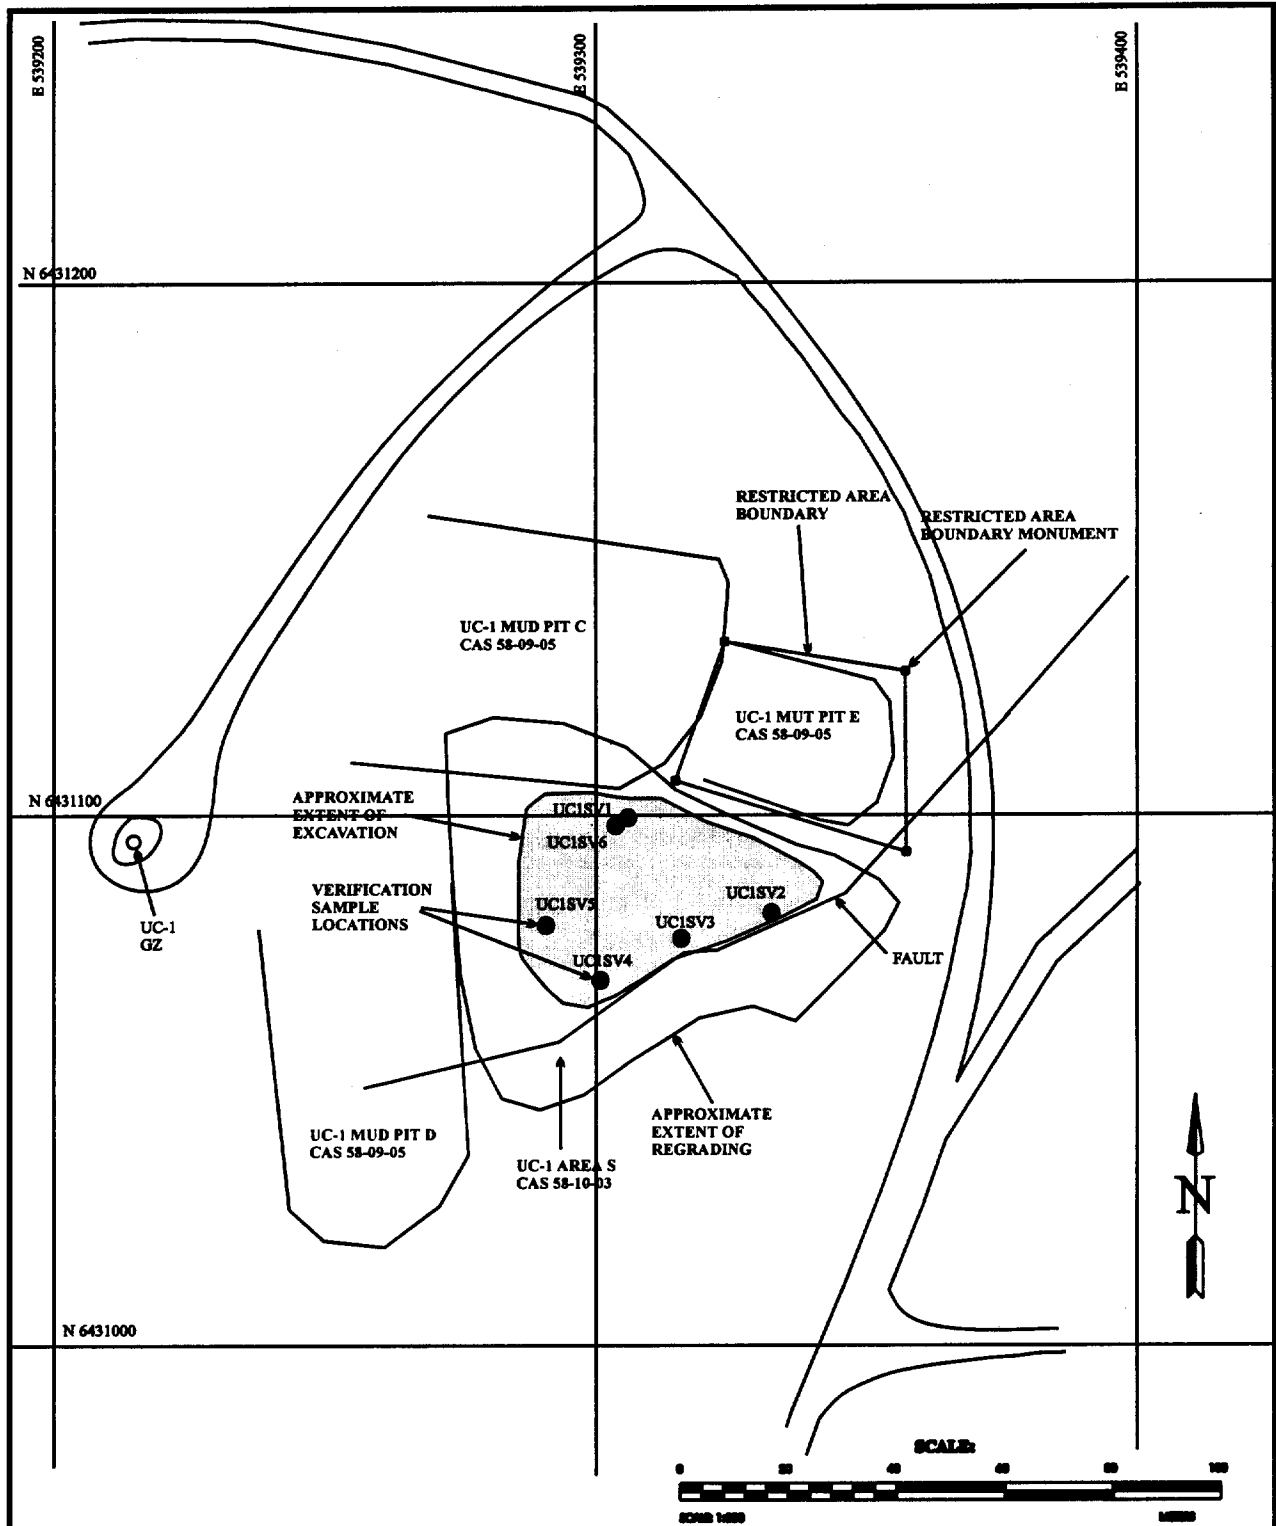 E 539200
E 539300
E 539400
N 6431200
RESTRICTED AREA
BOUNDARY
RESTRICTED AREA
BOUNDARY MONUMENT
UC-1 MUD PIT C
CAS 58-09-05
UC-1 MUT PIT E
CAS 58-09-05
N 6431100
APPROXIMATE
EXTENT OF
EXCAVATION
UC1SV1
UC1SV6
VERIFICATION
SAMPLE
LOCATIONS
UC1SV5
UC1SV2
UC1SV3
UC1SV4
UC-1
GZ
FAULT
APPROXIMATE
EXTENT OF
REGRADING
UC-1 MUD PIT D
CAS 58-09-05
UC-1 AREA S
CAS 58-10-03
N
N 6431000
SCALE:
0 20 40 60 80 100
METERS